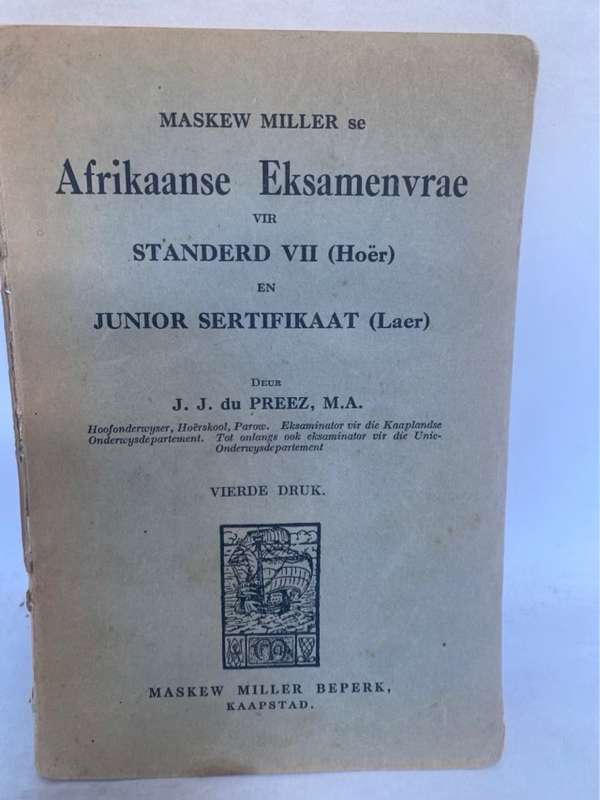 MASKEW MILLER se
Afrikaanse Eksamenvrae
VIR
STANDERD VII (Hoër)
EN
JUNIOR SERTIFIKAAT (Laer)
DEUR
J. J. du PREEZ, M.A.
Hoofonderwyser, Hoërskool, Parow. Eksaminator vir die Kaaplandse
Onderwysdepartement. Tot onlangs ook eksaminator vir die Unie-
Onderwysdepartement
VIERDE DRUK.
MASKEW MILLER BEPERK,
KAAPSTAD.